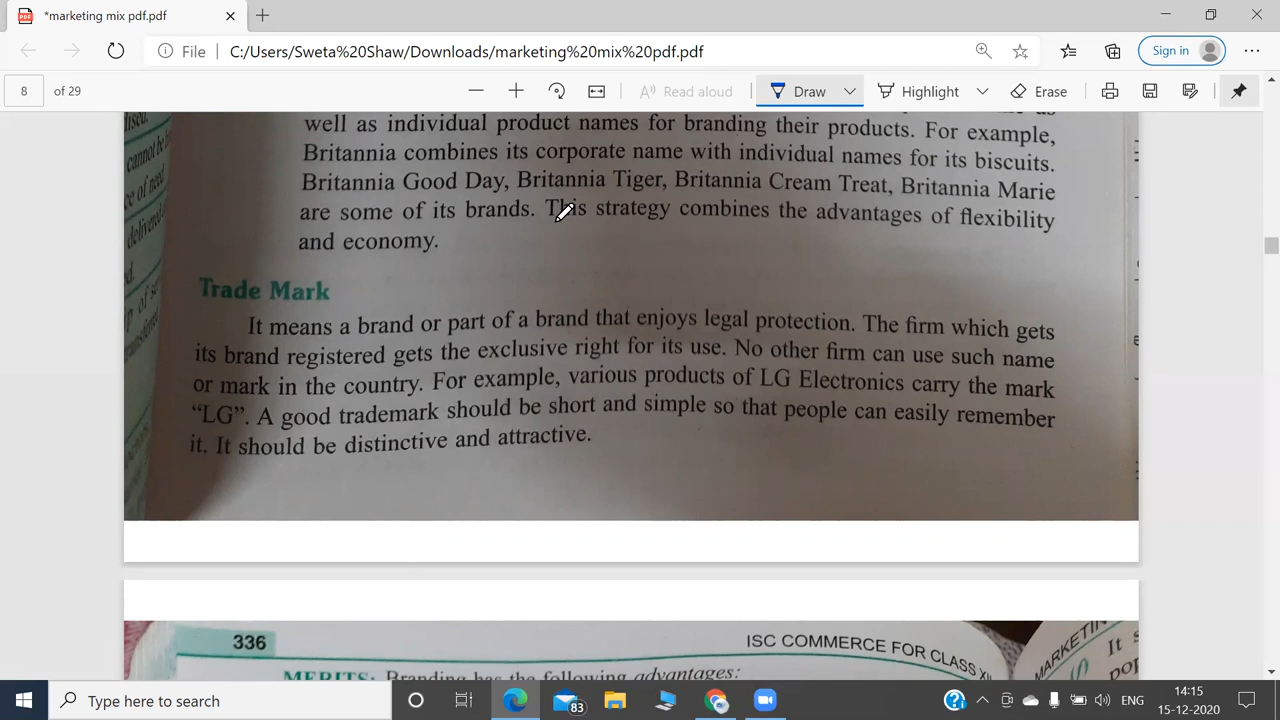 *marketing mix pdf.pdf
File C:/Users/Sweta%20Shaw/Downloads/marketing%20mix%20pdf.pdf
Sign in
8 of 29
Read aloud Draw Highlight Erase
well as individual product names for branding their products. For example,
Britannia combines its corporate name with individual names for its biscuits.
Britannia Good Day, Britannia Tiger, Britannia Cream Treat, Britannia Marie
are some of its brands. This strategy combines the advantages of flexibility
and economy.
Trade Mark
It means a brand or part of a brand that enjoys legal protection. The firm which gets
its brand registered gets the exclusive right for its use. No other firm can use such name
or mark in the country. For example, various products of LG Electronics carry the mark
“LG”. A good trademark should be short and simple so that people can easily remember
it. It should be distinctive and attractive.
336
ISC COMMERCE FOR CLASS
MERITS: Branding has the following advantages:
Type here to search
83
ENG
14:15
15-12-2020